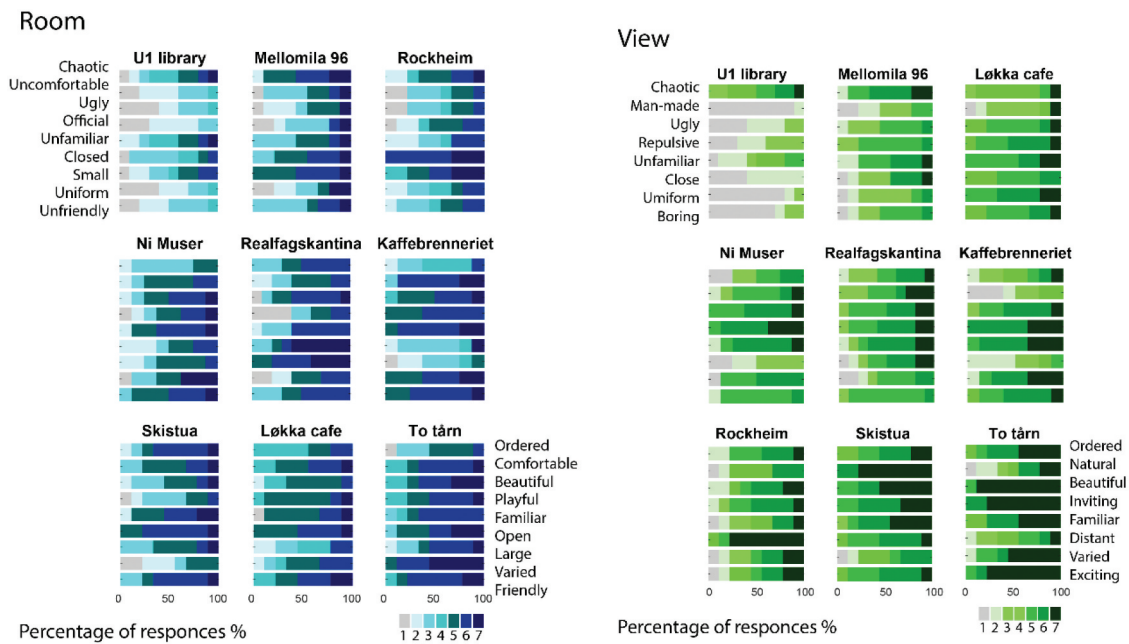 Room
U1 library Mellomila 96 Rockheim
Chaotic
Uncomfortable
Ugly
Official
Unfamiliar
Closed
Small
Uniform
Unfriendly
Ni Muser Realfagskantina Kaffebrenneriet
Skistua Løkka cafe To tårn
Ordered
Comfortable
Beautiful
Playful
Familiar
Open
Large
Varied
Friendly
0 50 100 0 50 100 0 50 100
Percentage of responces %
1 2 3 4 5 6 7
View
U1 library Mellomila 96 Løkka cafe
Chaotic
Man-made
Ugly
Repulsive
Unfamiliar
Close
Umiform
Boring
Ni Muser Realfagskantina Kaffebrenneriet
Rockheim Skistua To tårn
Ordered
Natural
Beautiful
Inviting
Familiar
Distant
Varied
Exciting
0 50 100 0 50 100 0 50 100
Percentage of responces %
1 2 3 4 5 6 7